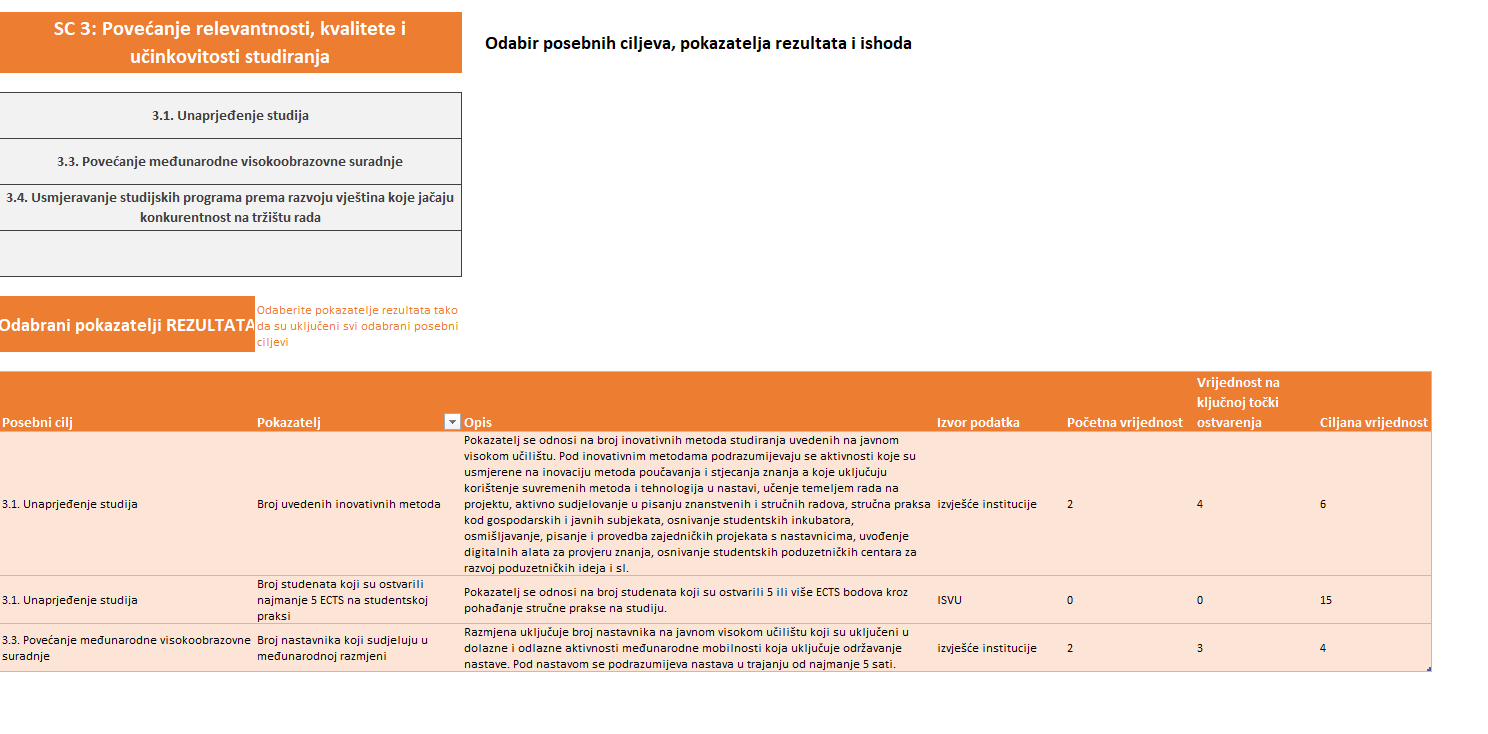 SC 3: Povećanje relevantnosti, kvalitete i
učinkovitosti studiranja
Odabir posebnih ciljeva, pokazatelja rezultata i ishoda
3.1. Unaprjeđenje studija
3.3. Povećanje međunarodne visokoobrazovne suradnje
3.4. Usmjeravanje studijskih programa prema razvoju vještina koje jačaju
konkurentnost na tržištu rada
Odabrani pokazatelji REZULTATA
Odaberite pokazatelje rezultata tako
da su uključeni svi odabrani posebni
ciljevi
Posebni cilj
Pokazatelj
Opis
Izvor podatka
Početna vrijednost
Vrijednost na
ključnoj točki
ostvarenja
Ciljana vrijednost
3.1. Unaprjeđenje studija
Broj uvedenih inovativnih metoda
Pokazatelj se odnosi na broj inovativnih metoda studiranja uvedenih na javnom
visokom učilištu. Pod inovativnim metodama podrazumijevaju se aktivnosti koje su
usmjerene na inovaciju metoda poučavanja i stjecanja znanja a koje uključuju
korištenje suvremenih metoda i tehnologija u nastavi, učenje temeljem rada na
projektu, aktivno sudjelovanje u pisanju znanstvenih i stručnih radova, stručna praksa
kod gospodarskih i javnih subjekata, osnivanje studentskih inkubatora,
osmišljavanje, pisanje i provedba zajedničkih projekata s nastavnicima, uvođenje
digitalnih alata za provjeru znanja, osnivanje studentskih poduzetničkih centara za
razvoj poduzetničkih ideja i sl.
izvješće institucije
2
4
6
3.1. Unaprjeđenje studija
Broj studenata koji su ostvarili
najmanje 5 ECTS na studentskoj
praksi
Pokazatelj se odnosi na broj studenata koji su ostvarili 5 ili više ECTS bodova kroz
pohađanje stručne prakse na studiju.
ISVU
0
0
15
3.3. Povećanje međunarodne visokoobrazovne
suradnje
Broj nastavnika koji sudjeluju u
međunarodnoj razmjeni
Razmjena uključuje broj nastavnika na javnom visokom učilištu koji su uključeni u
dolazne i odlazne aktivnosti međunarodne mobilnosti koja uključuje održavanje
nastave. Pod nastavom se podrazumijeva nastava u trajanju od najmanje 5 sati.
izvješće institucije
2
3
4